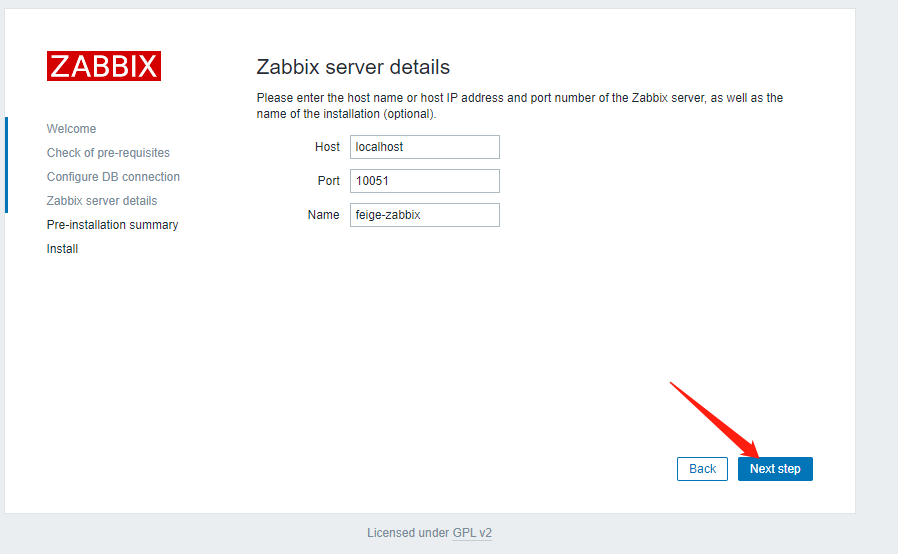 ZABBIX
Welcome
Check of pre-requisites
Configure DB connection
Zabbix server details
Pre-installation summary
Install
Zabbix server details
Please enter the host name or host IP address and port number of the Zabbix server, as well as the
name of the installation (optional).
Host localhost
Port 10051
Name feige-zabbix
Back Next step
Licensed under GPL v2